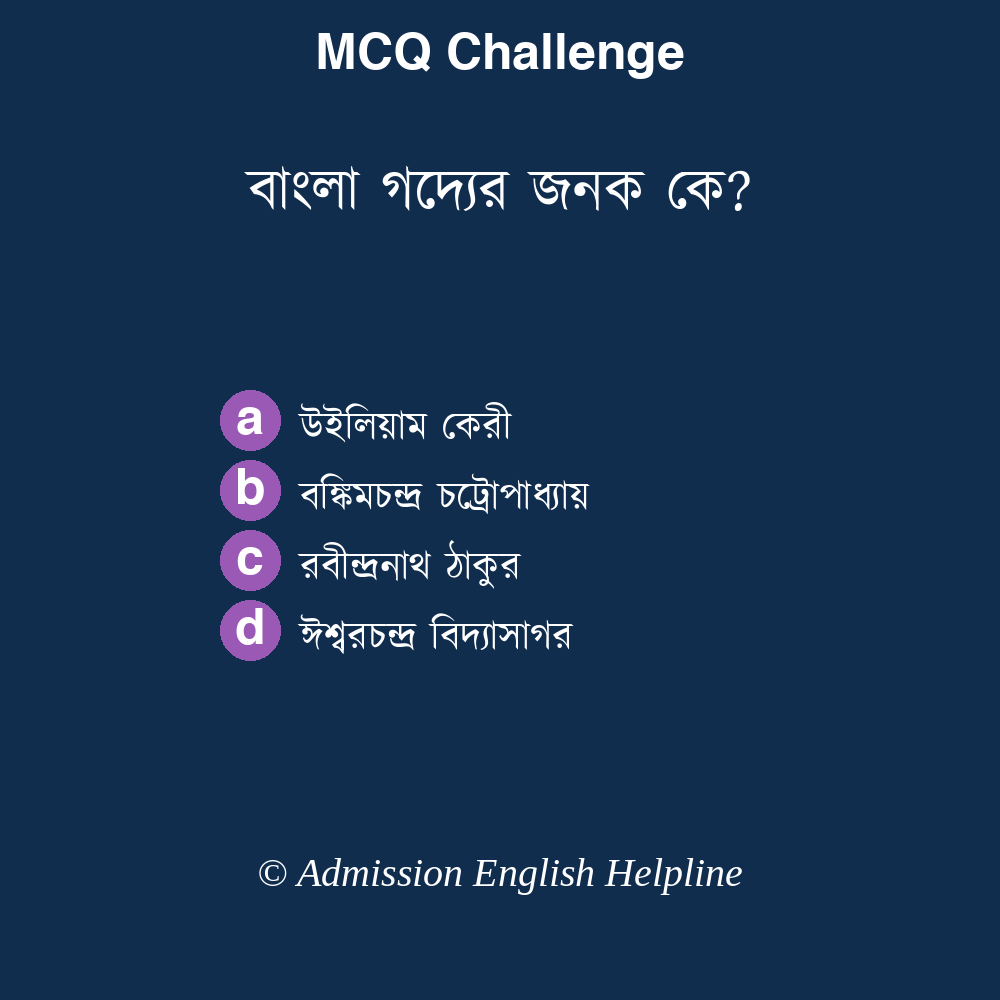 MCQ Challenge
বাংলা গদ্যের জনক কে?
a উইলিয়াম কেরী
b বঙ্কিমচন্দ্র চট্রোপাধ্যায়
c রবীন্দ্রনাথ ঠাকুর
d ঈশ্বরচন্দ্র বিদ্যাসাগর
© Admission English Helpline